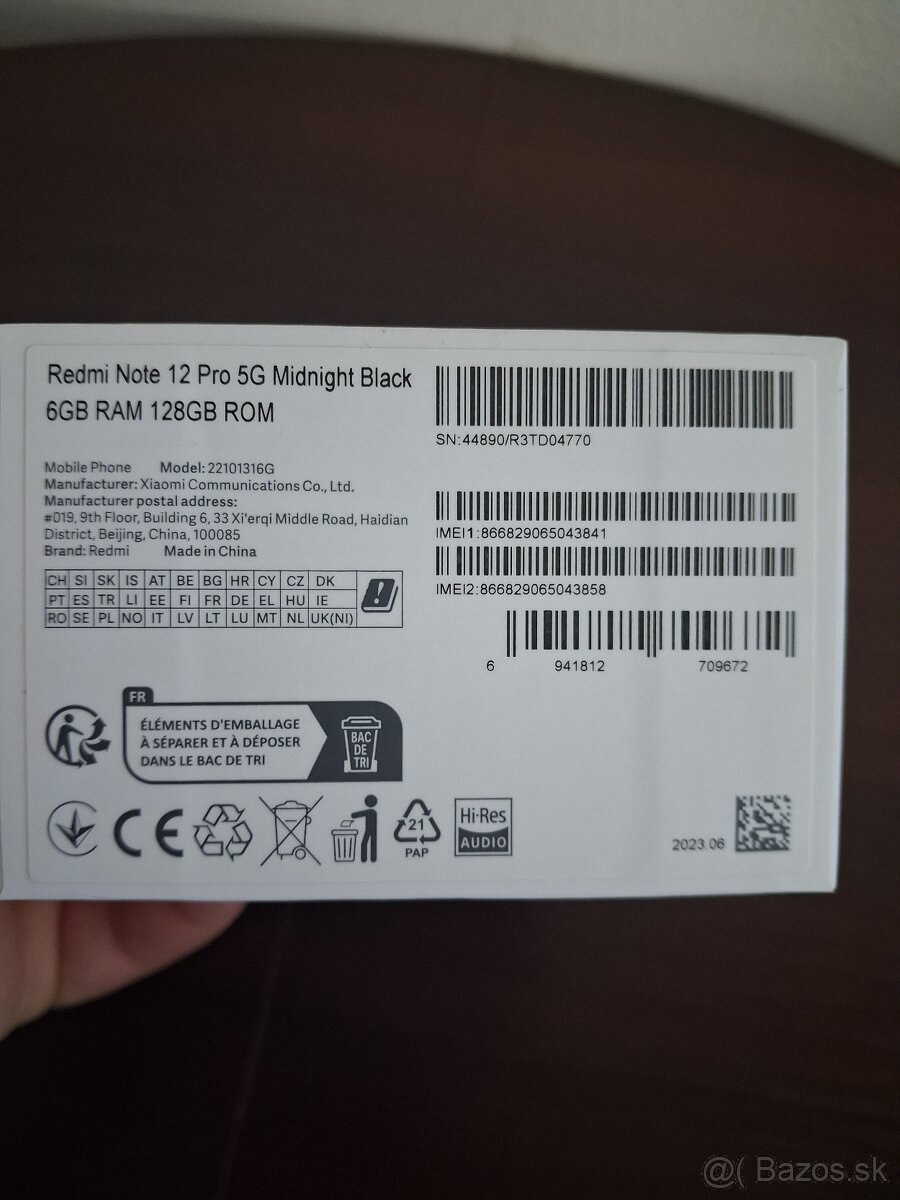 Redmi Note 12 Pro 5G Midnight Black
6GB RAM 128GB ROM
Mobile Phone Model: 22101316G
Manufacturer: Xiaomi Communications Co., Ltd.
Manufacturer postal address:
#019, 9th Floor, Building 6, 33 Xi'erqi Middle Road, Haidian
District, Beijing, China, 100085
Brand: Redmi Made in China
CH SI SK IS AT BE BG HR CY CZ DK
PT ES TR LI EE FI FR DE EL HU IE
RO SE PL NO IT LV LT LU MT NL UK(NI)
SN:44890/R3TD04770
IMEI1:866829065043841
IMEI2:866829065043858
6 941812 709672
FR
ÉLÉMENTS D'EMBALLAGE
À SÉPARER ET À DÉPOSER
DANS LE BAC DE TRI
BAC
DE
TRI
CE
21
PAP
Hi-Res
AUDIO
2023.06
@( Bazos.sk